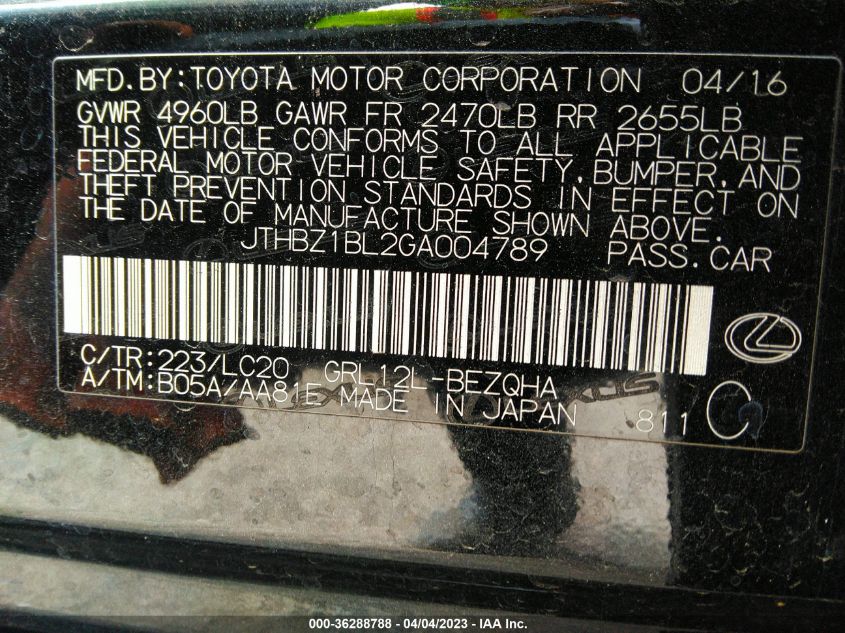 MFD.BY:TOYOTA MOTOR CORPORATION 04/16
GVWR 4960LB GAWR FR 2470LB RR 2655LB
THIS VEHICLE CONFORMS TO ALL APPLICABLE
FEDERAL MOTOR VEHICLE SAFETY,BUMPER,AND
THEFT PREVENTION STANDARDS IN EFFECT ON
THE DATE OF MANUFACTURE SHOWN ABOVE.
JTHBZ1BL2GA004789 PASS.CAR
C/TR:223/LC20 GRL12L-BEZQHA
A/TM:B05A/AA81E MADE IN JAPAN 811 C
000-36288788 - 04/04/2023 - IAA Inc.